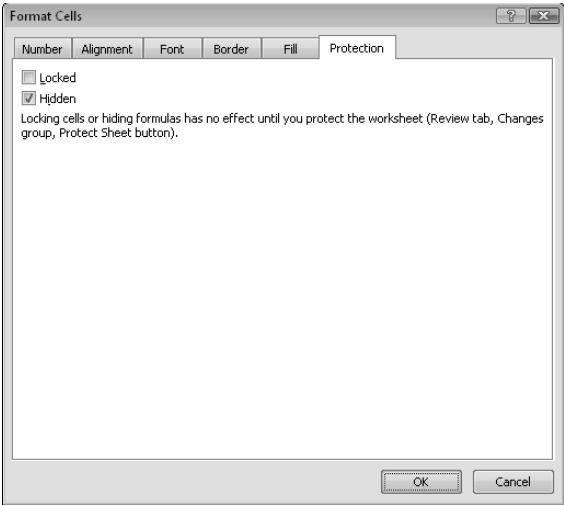 Format Cells
Number Alignment Font Border Fill Protection
Locked
Hidden
Locking cells or hiding formulas has no effect until you protect the worksheet (Review tab, Changes
group, Protect Sheet button).
OK Cancel